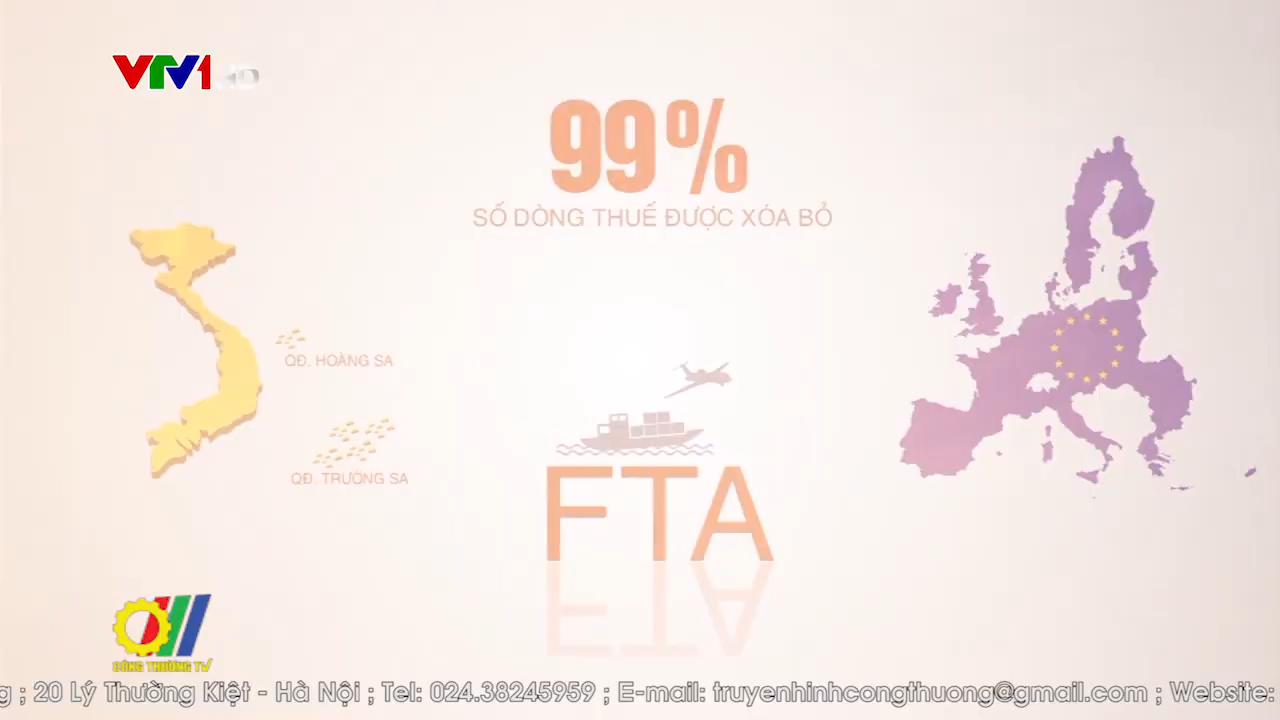 VTV1 HD
99%
SỐ DÒNG THUẾ ĐƯỢC XÓA BỎ
QĐ. HOÀNG SA
QĐ. TRƯỜNG SA
FTA
CÔNG THƯƠNG TV
g ; 20 Lý Thường Kiệt - Hà Nội ; Tel: 024.38245959 ; E-mail: truyenhinhcongthuong@gmail.com ; Website: